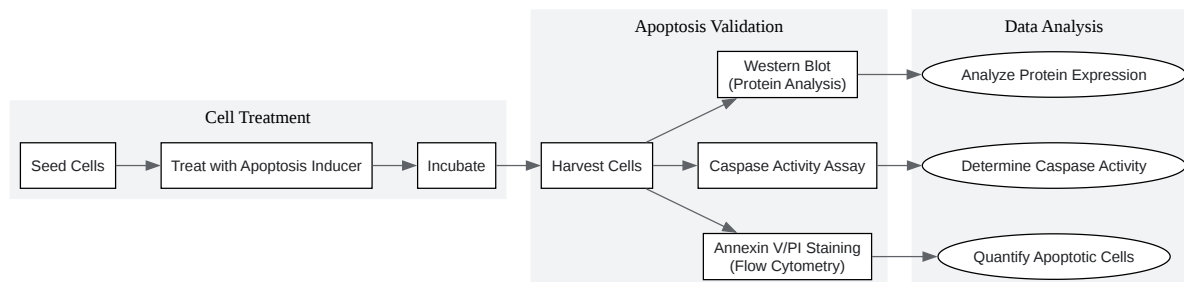 Cell Treatment
Seed Cells
Treat with Apoptosis Inducer
Incubate
Apoptosis Validation
Harvest Cells
Western Blot
(Protein Analysis)
Caspase Activity Assay
Annexin V/PI Staining
(Flow Cytometry)
Data Analysis
Analyze Protein Expression
Determine Caspase Activity
Quantify Apoptotic Cells